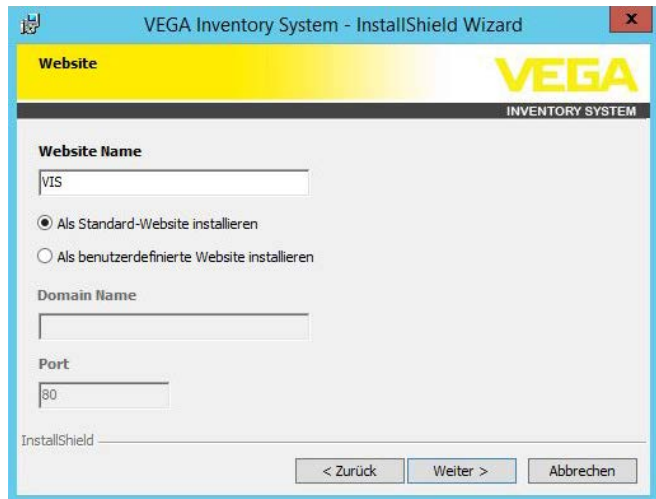 VEGA Inventory System - InstallShield Wizard
x
Website
VEGA
INVENTORY SYSTEM
Website Name
VIS
Als Standard-Website installieren
Als benutzerdefinierte Website installieren
Domain Name
Port
80
InstallShield
< Zurück Weiter > Abbrechen